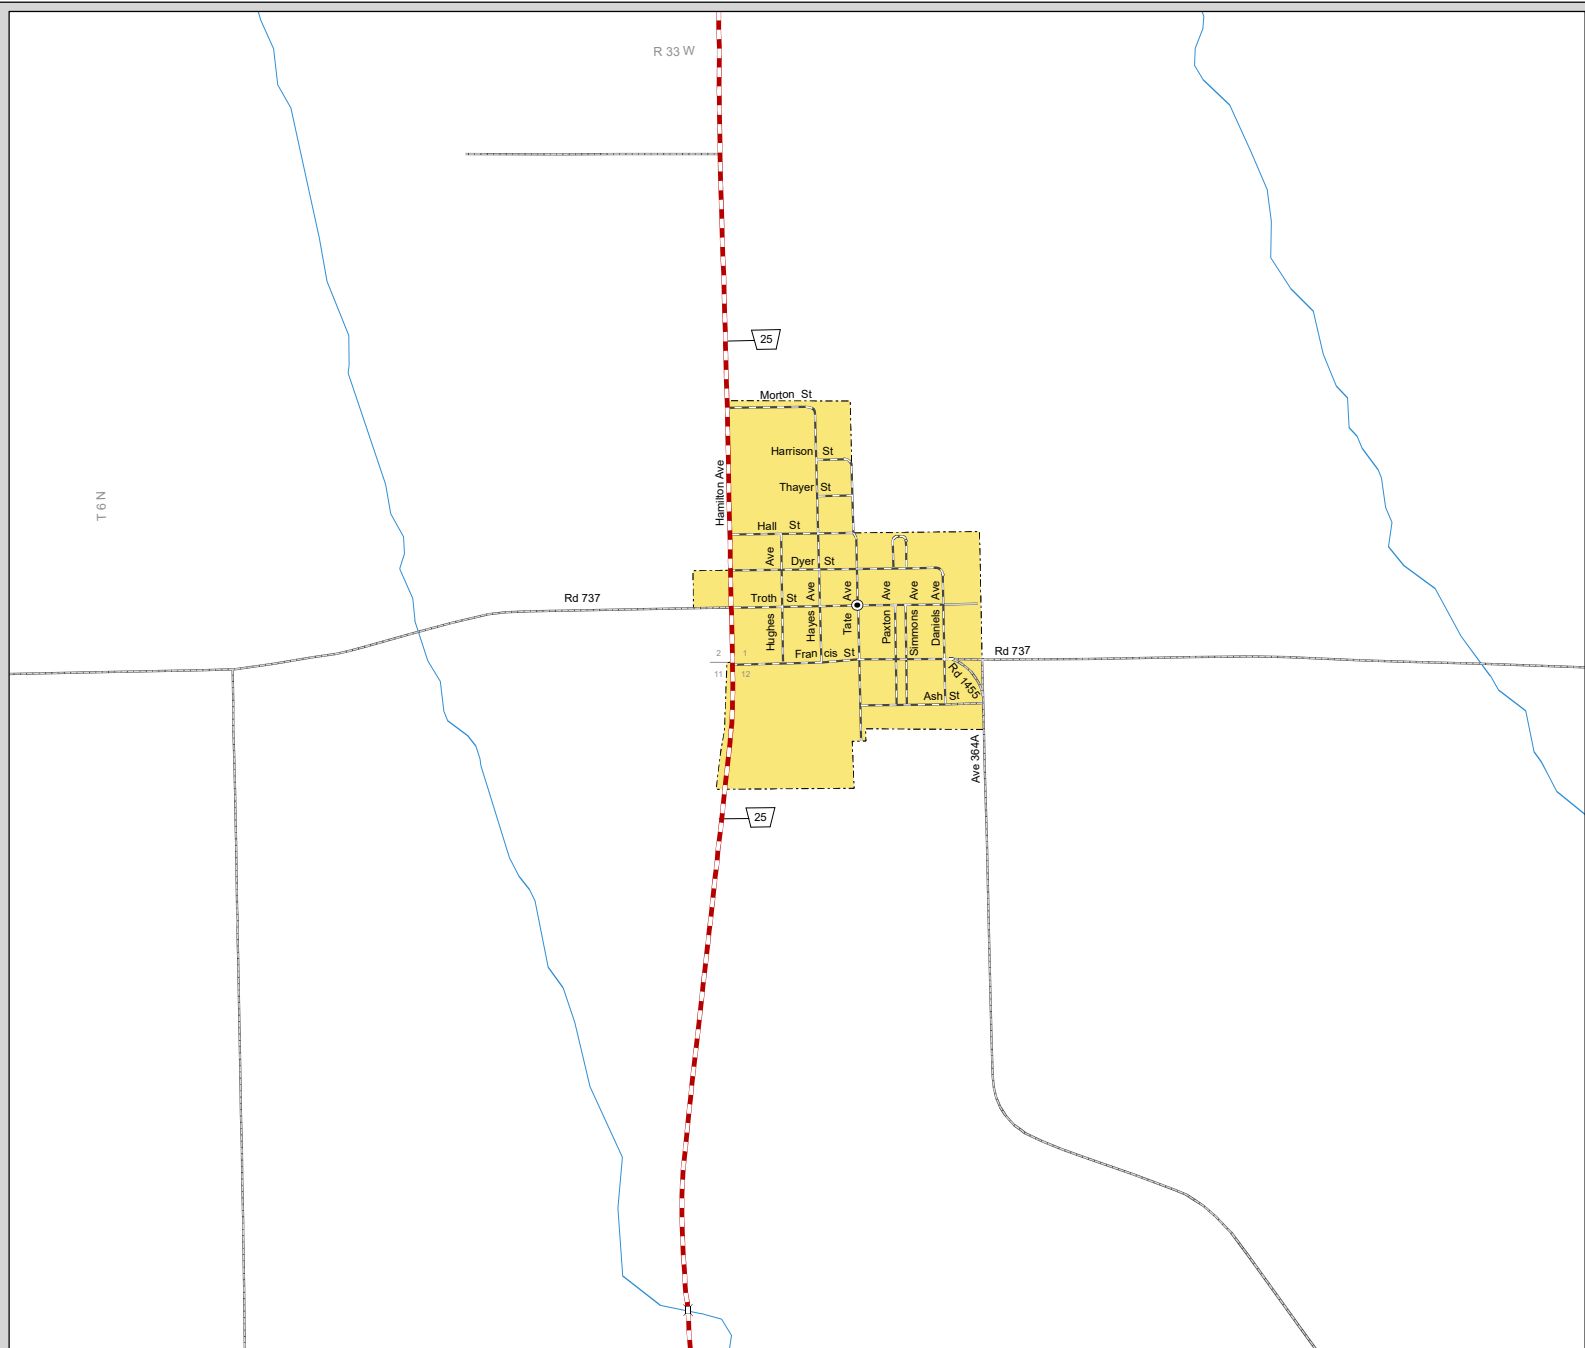 R 33 W
25
Morton St
Harrison St
Hamilton Ave
Thayer St
T 6 N
Hall St
Ave
Dyer St
Hughes
Hayes Ave
Tate Ave
Paxton Ave
Simmons Ave
Daniels Ave
Rd 737
Troth St
Francis St
2 1
11 12
Rd 737
Rd 1455
Ash St
Ave 364A
25